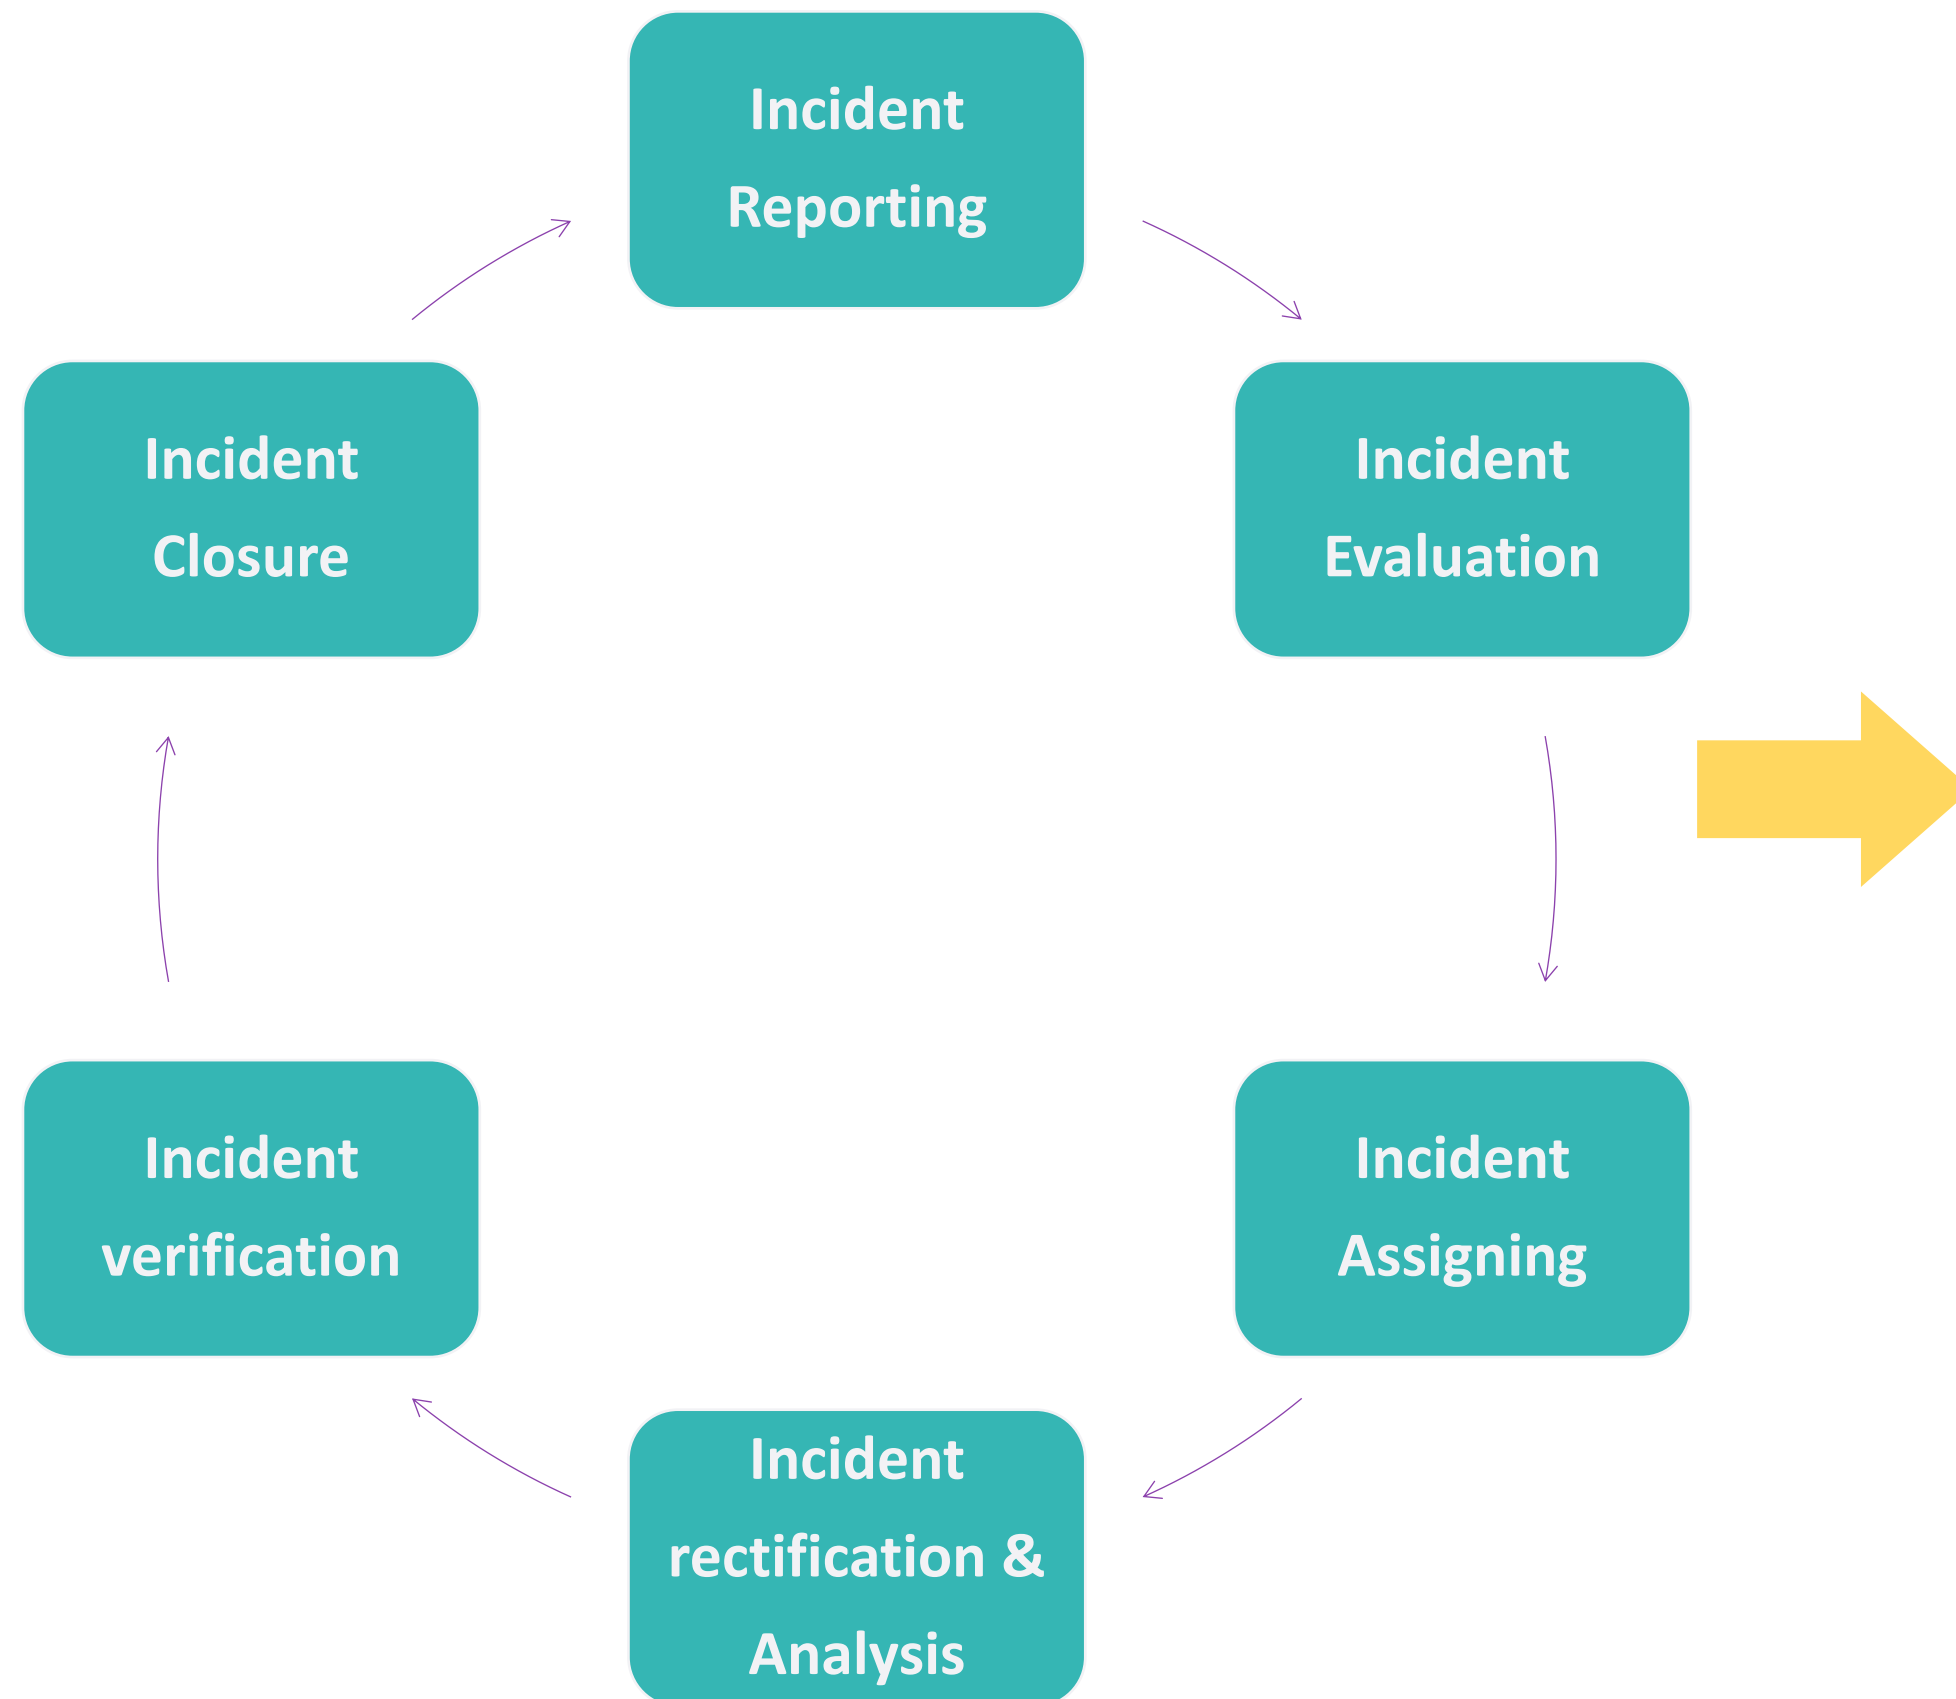 Incident
Reporting
Incident
Evaluation
Incident
Assigning
Incident
rectification &
Analysis
Incident
verification
Incident
Closure